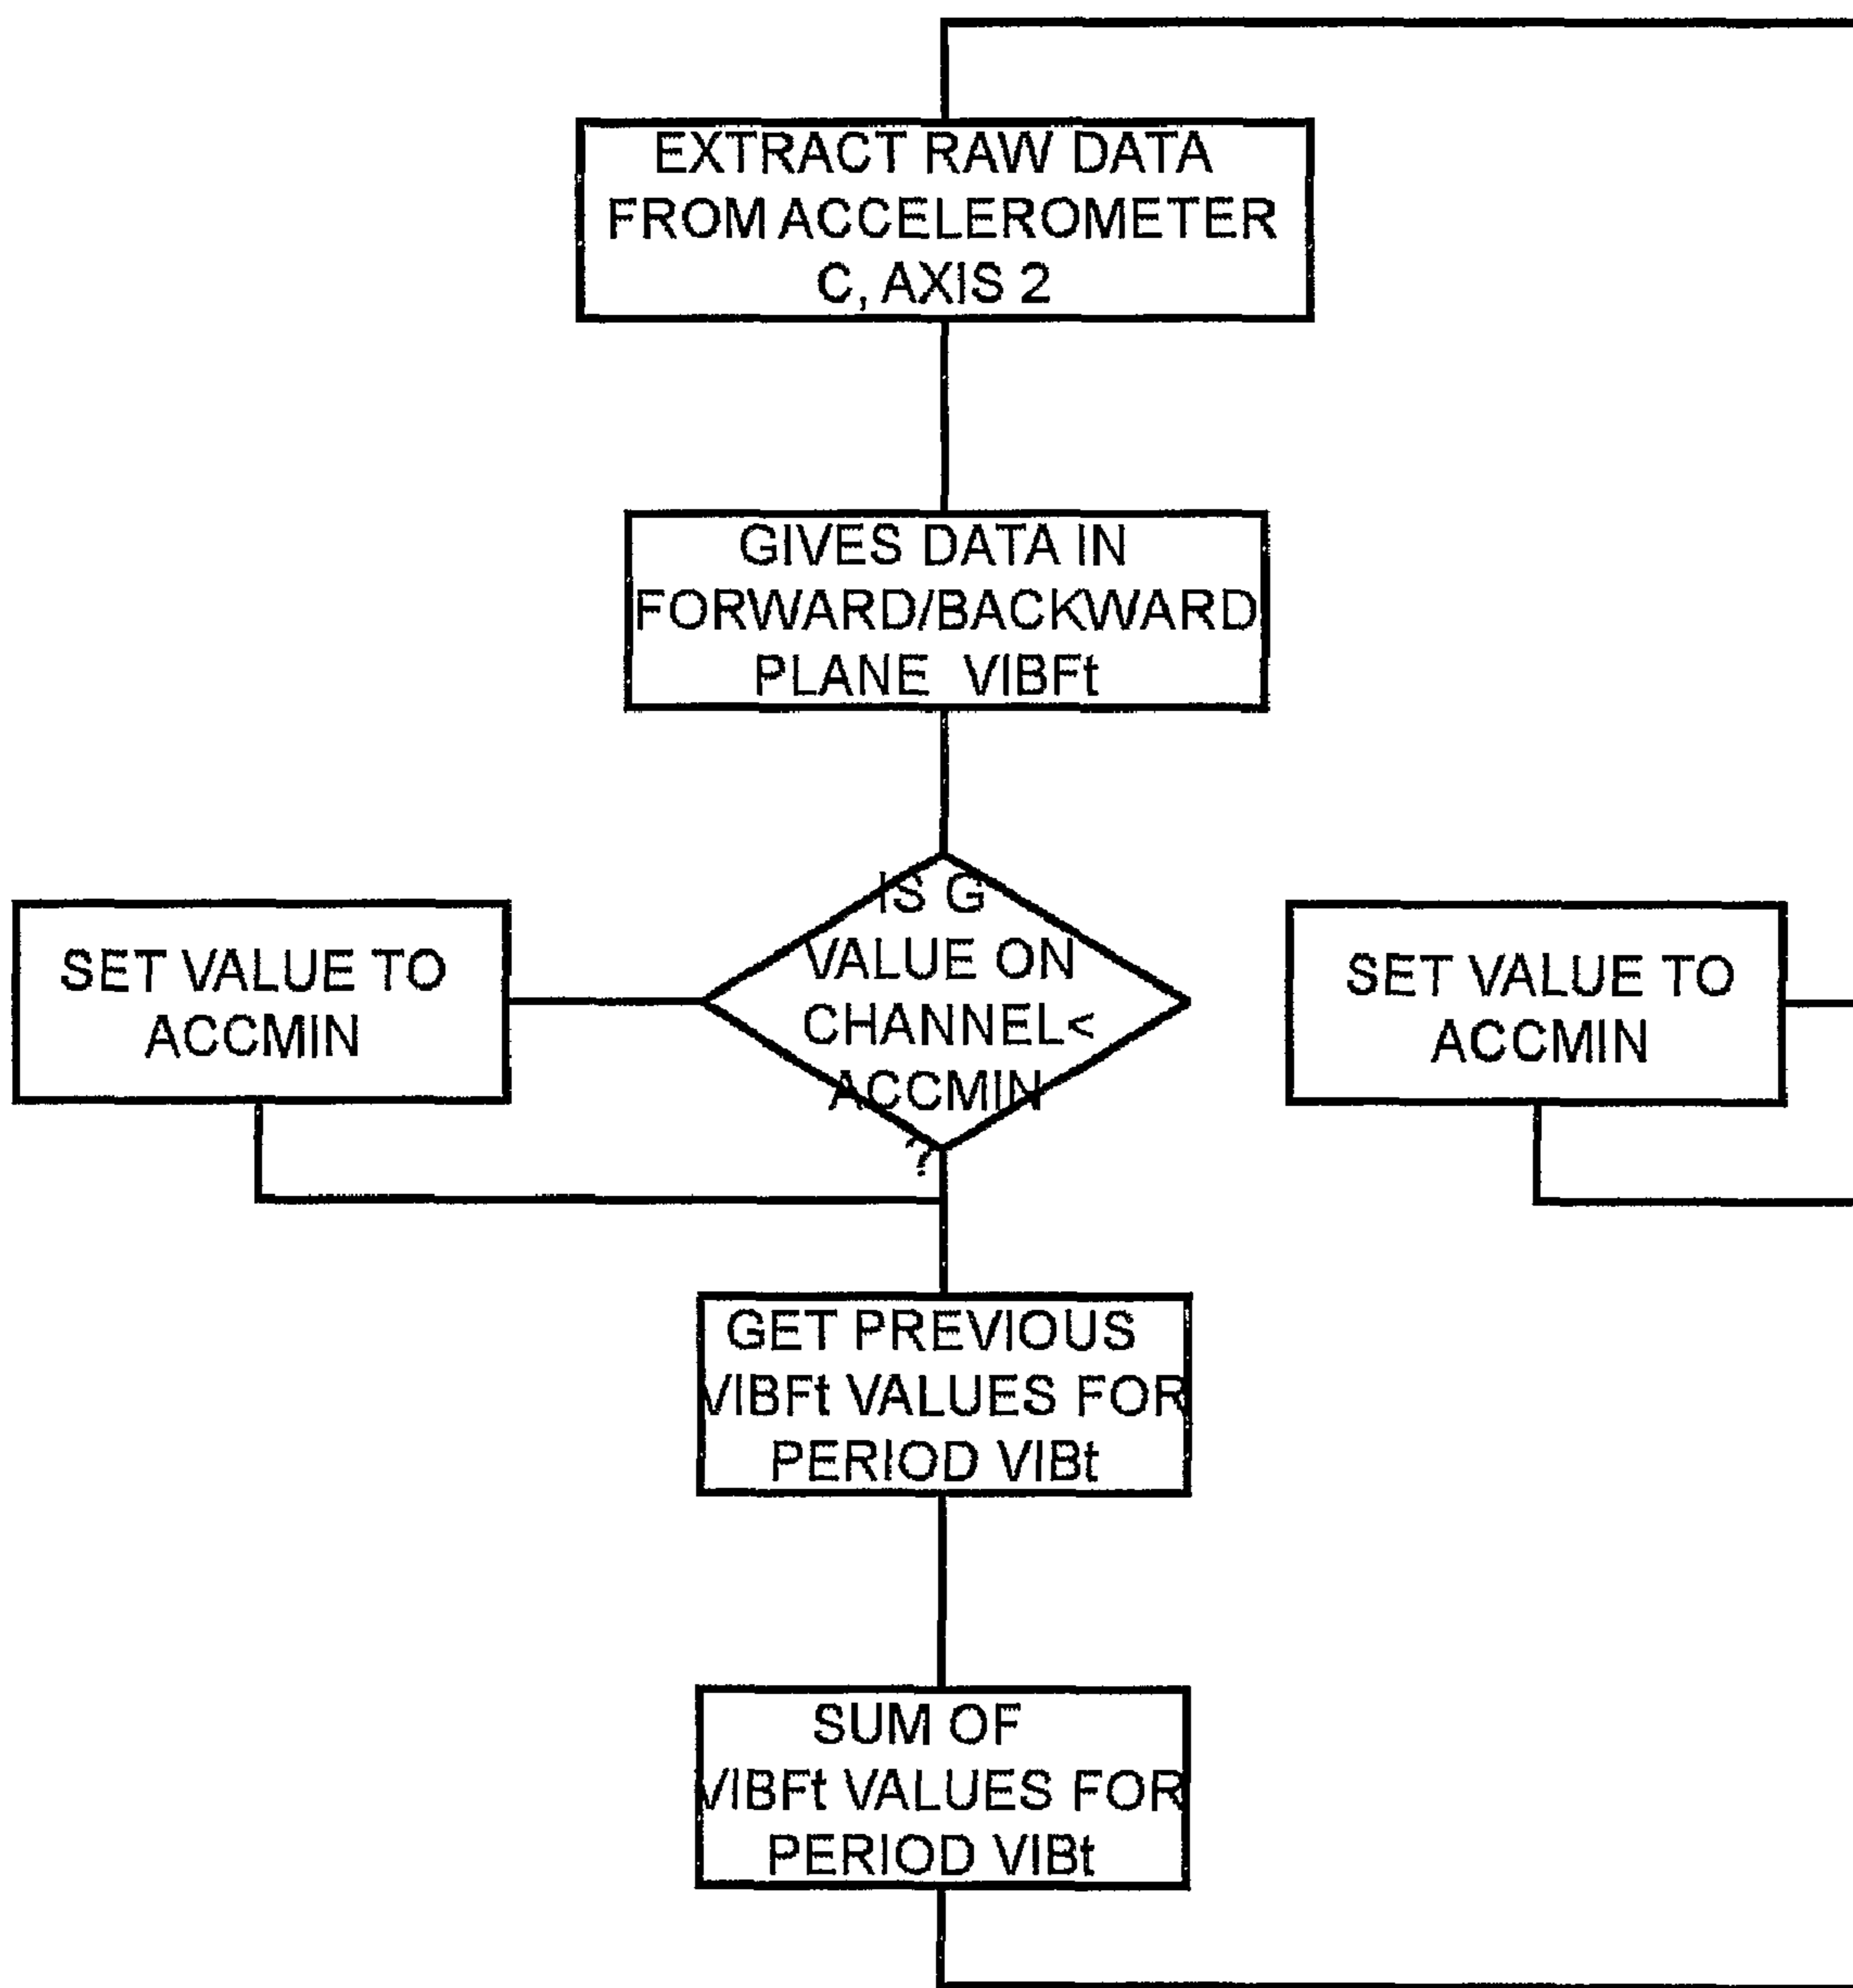 EXTRACT RAW DATA
FROM ACCELEROMETER
C, AXIS 2
GIVES DATA IN
FORWARD/BACKWARD
PLANE VIBFt
SET VALUE TO
ACCMIN
IS G
VALUE ON
CHANNEL<
ACCMIN
?
SET VALUE TO
ACCMIN
GET PREVIOUS
VIBFt VALUES FOR
PERIOD VIBt
SUM OF
VIBFt VALUES FOR
PERIOD VIBt